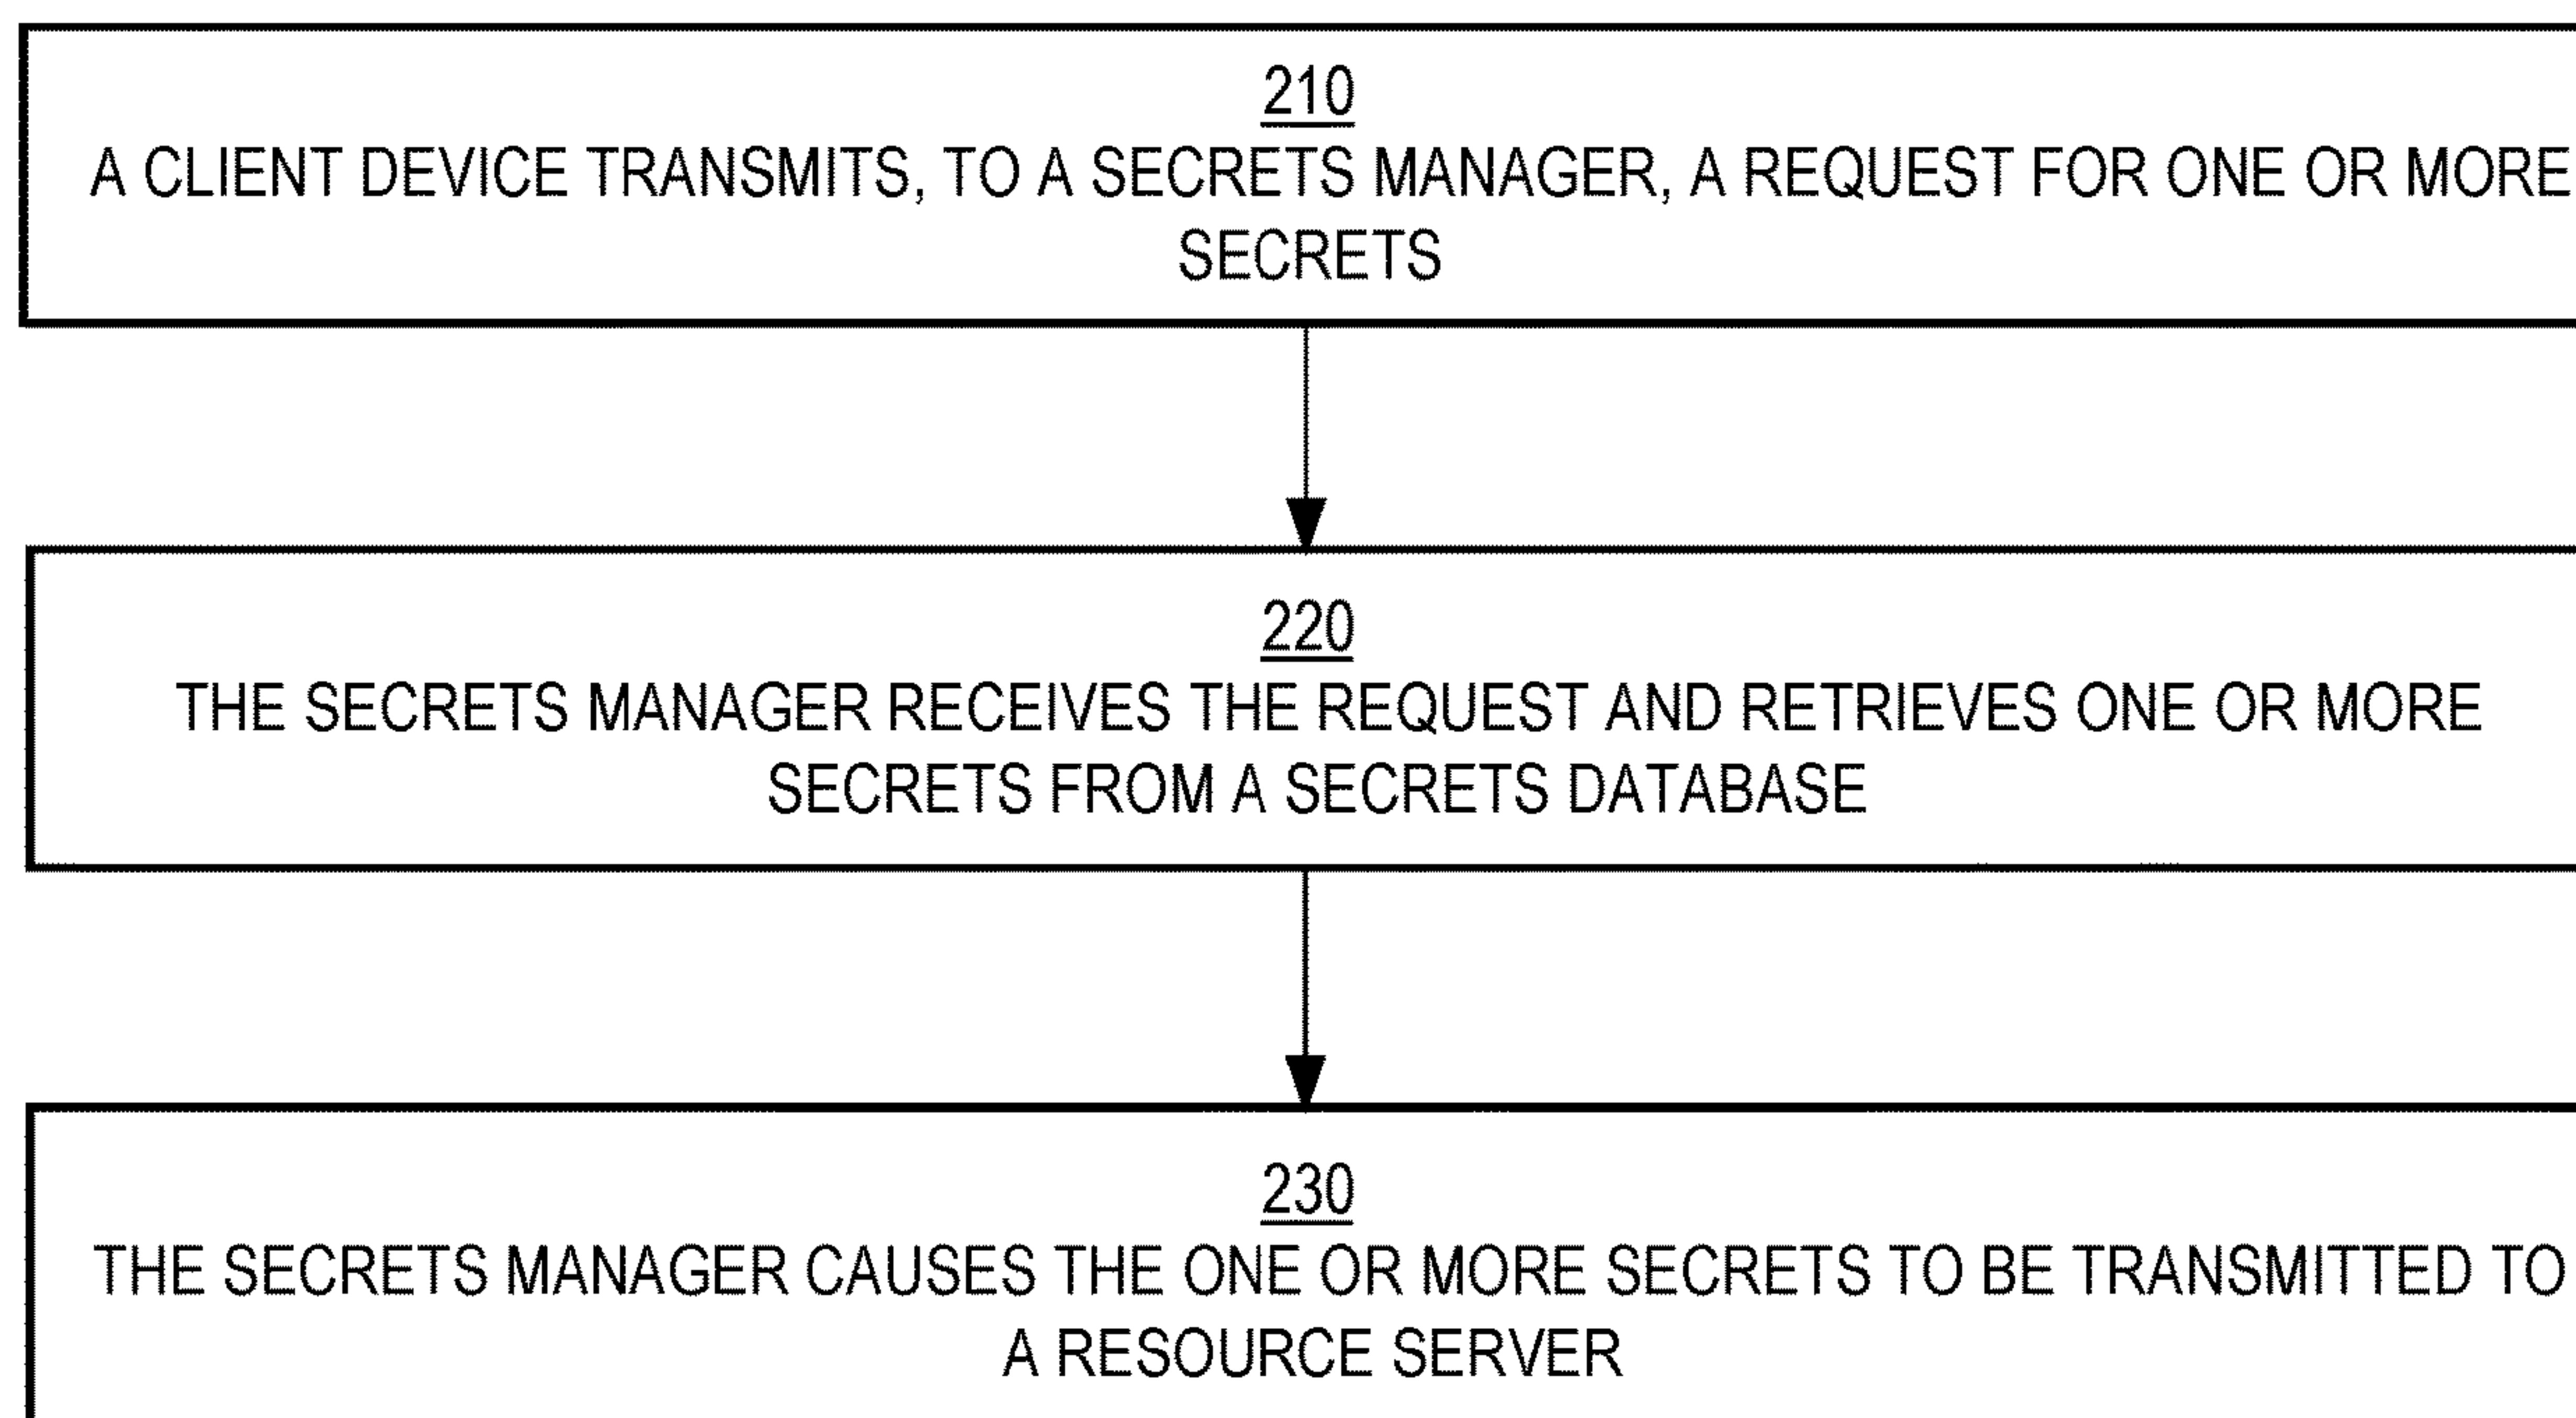 210
A CLIENT DEVICE TRANSMITS, TO A SECRETS MANAGER, A REQUEST FOR ONE OR MORE
SECRETS
220
THE SECRETS MANAGER RECEIVES THE REQUEST AND RETRIEVES ONE OR MORE
SECRETS FROM A SECRETS DATABASE
230
THE SECRETS MANAGER CAUSES THE ONE OR MORE SECRETS TO BE TRANSMITTED TO
A RESOURCE SERVER